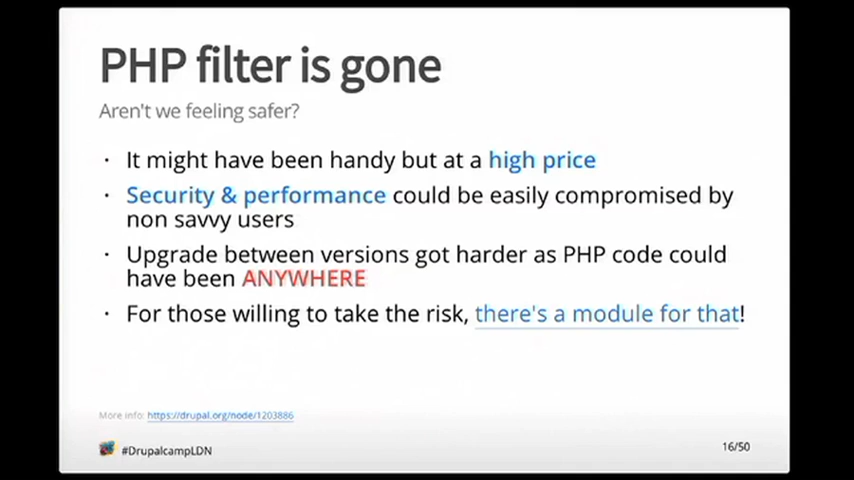 PHP filter is gone
Aren't we feeling safer?
· It might have been handy but at a high price
· Security & performance could be easily compromised by
non savvy users
· Upgrade between versions got harder as PHP code could
have been ANYWHERE
· For those willing to take the risk, there's a module for that!
More info: https://drupal.org/node/1203886
#DrupalcampLDN
16/50